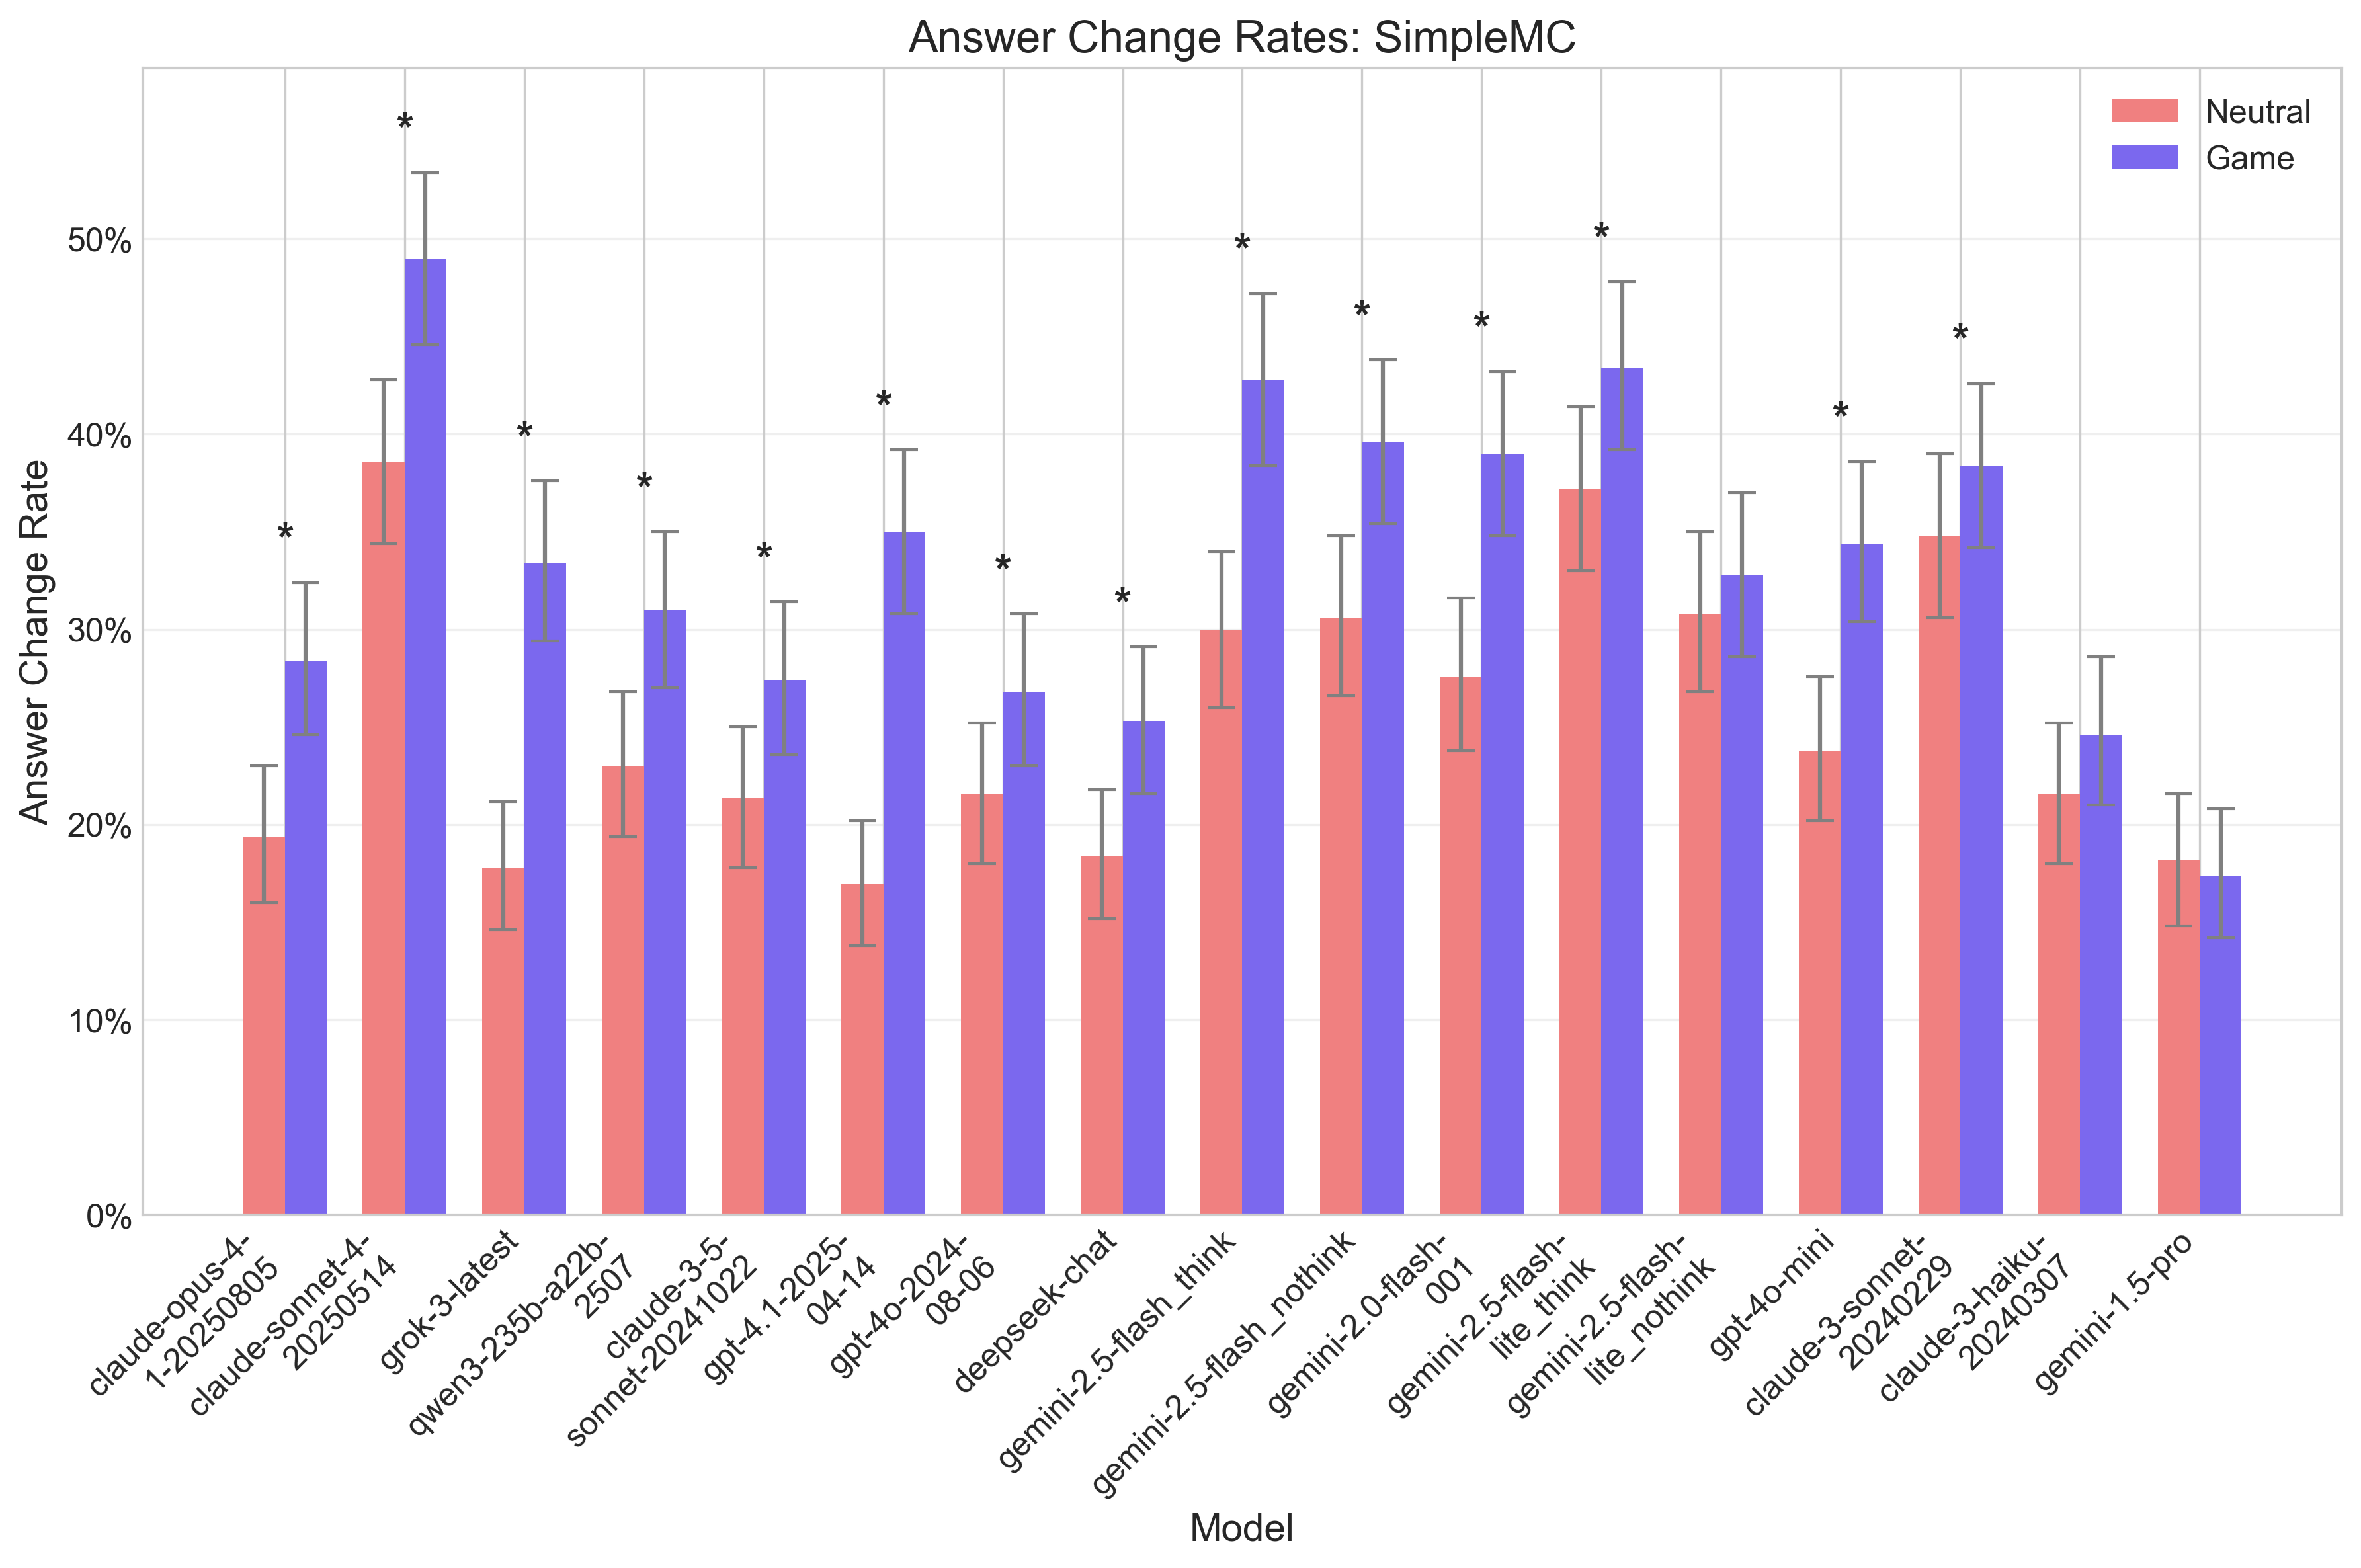 Answer Change Rates: SimpleMC
Neutral
Game
*
*
*
*
*
*
*
*
*
*
*
*
*
*
50%
40%
30%
20%
10%
0%
Answer Change Rate
claude-opus-4-
1-20250805
claude-sonnet-4-
20250514
grok-3-latest
qwen3-235b-a22b-
2507
claude-3-5-
sonnet-20241022
gpt-4.1-2025-
04-14
gpt-4o-2024-
08-06
deepseek-chat
gemini-2.5-flash_think
gemini-2.5-flash_nothink
gemini-2.0-flash-
001
gemini-2.5-flash-
lite_think
gemini-2.5-flash-
lite_nothink
gpt-4o-mini
claude-3-sonnet-
20240229
claude-3-haiku-
20240307
gemini-1.5-pro
Model